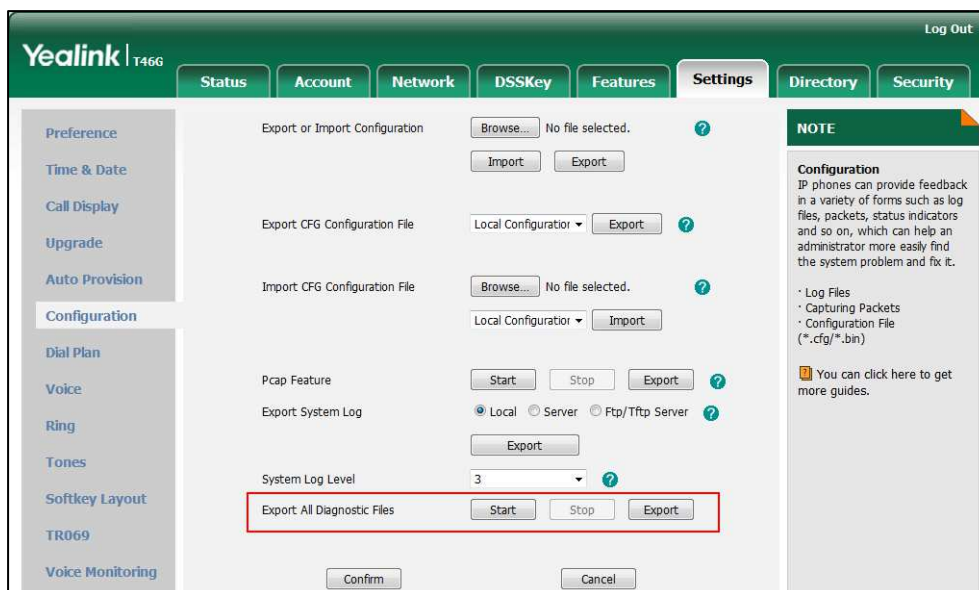 Log Out
Yealink T46G
Status Account Network DSSKey Features Settings Directory Security
Preference
Time & Date
Call Display
Upgrade
Auto Provision
Configuration
Dial Plan
Voice
Ring
Tones
Softkey Layout
TR069
Voice Monitoring
Export or Import Configuration Browse... No file selected. ?
Import Export
Export CFG Configuration File Local Configuration Export ?
Import CFG Configuration File Browse... No file selected. ?
Local Configuration Import
Pcap Feature Start Stop Export ?
Export System Log Local Server Ftp/Tftp Server ?
Export
System Log Level 3 ?
Export All Diagnostic Files Start Stop Export
Confirm Cancel
NOTE
Configuration
IP phones can provide feedback
in a variety of forms such as log
files, packets, status indicators
and so on, which can help an
administrator more easily find
the system problem and fix it.
· Log Files
· Capturing Packets
· Configuration File
(*.cfg/*.bin)
? You can click here to get
more guides.